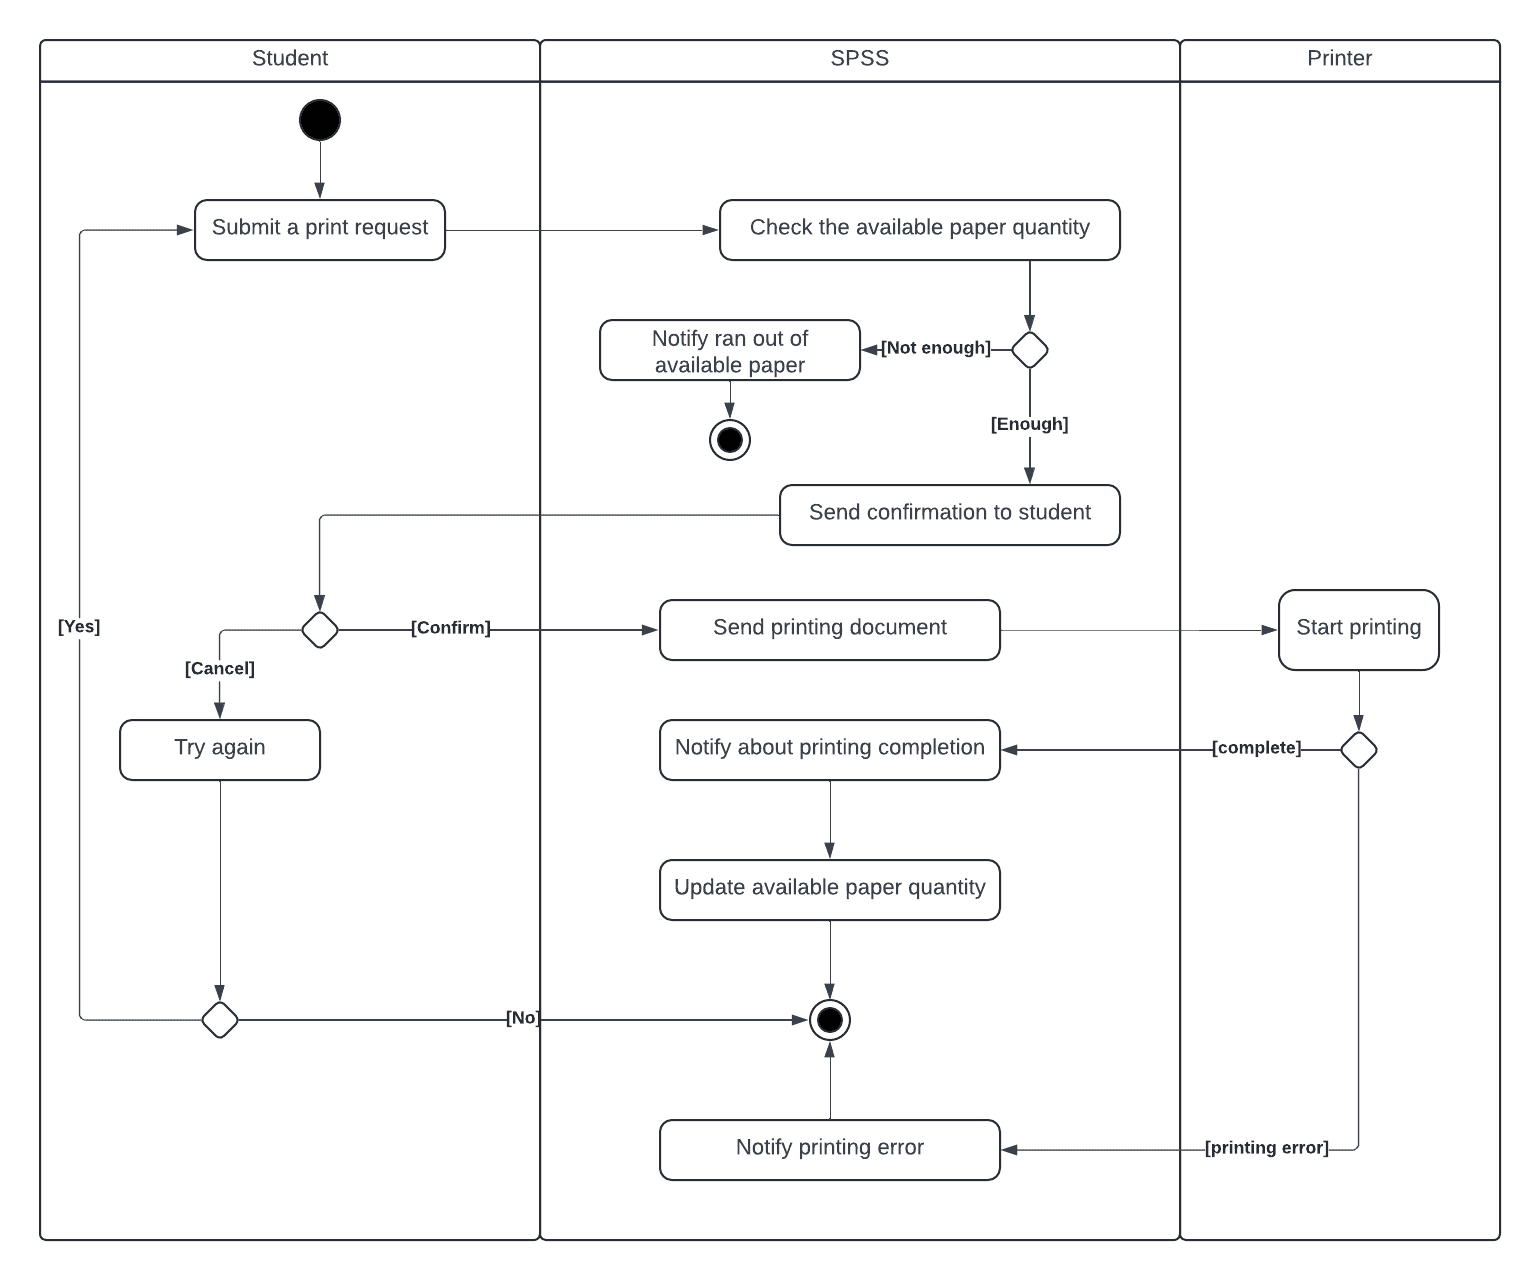 Student
SPSS
Printer
Submit a print request
Check the available paper quantity
Notify ran out of
available paper
[Not enough]
[Enough]
Send confirmation to student
[Yes]
[Confirm]
Send printing document
Start printing
[Cancel]
Try again
Notify about printing completion
[complete]
Update available paper quantity
[No]
Notify printing error
[printing error]